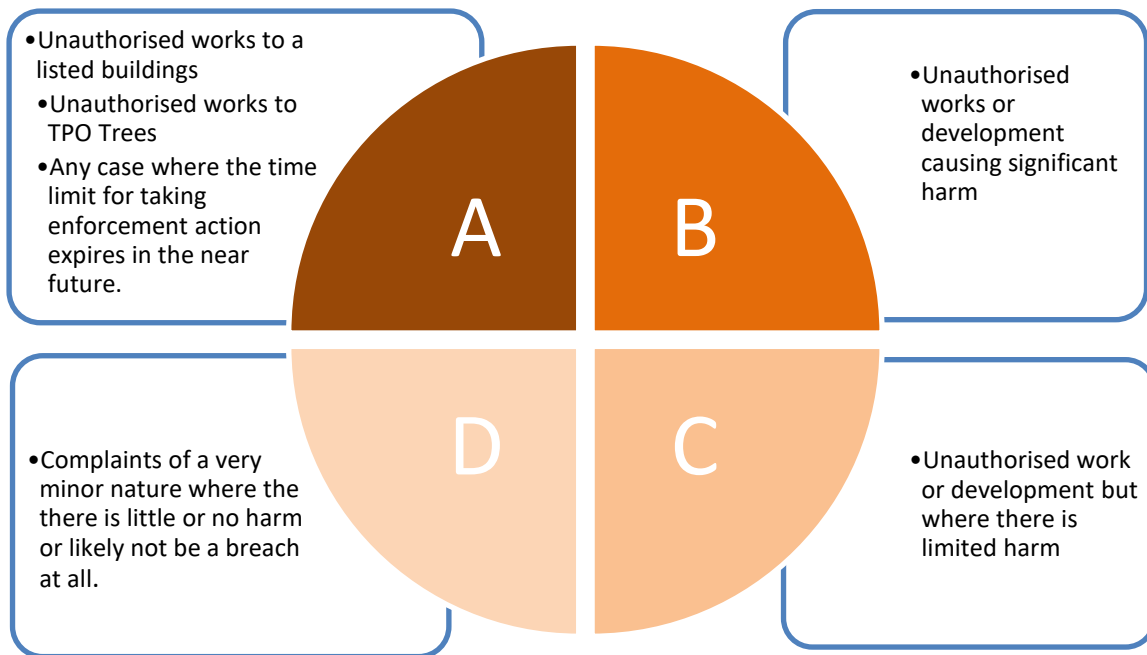 •Unauthorised works to a
listed buildings
•Unauthorised works to
TPO Trees
•Any case where the time
limit for taking
enforcement action
expires in the near
future.
A
B
•Unauthorised
works or
development
causing significant
harm
•Complaints of a very
minor nature where the
there is little or no harm
or likely not be a breach
at all.
D
C
•Unauthorised work
or development but
where there is
limited harm